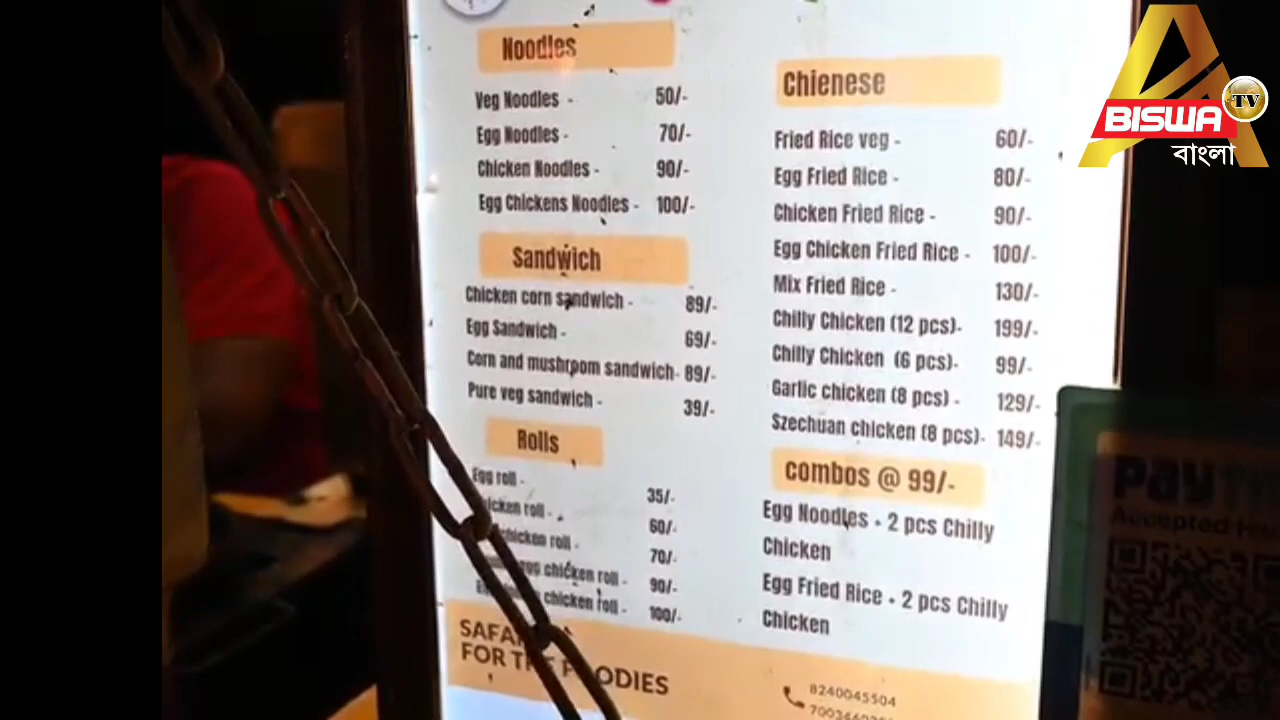 Noodles
Veg Noodles - 50/-
Egg Noodles - 70/-
Chicken Noodles - 90/-
Egg Chickens Noodles - 100/-
Sandwich
Chicken corn sandwich - 89/-
Egg Sandwich - 69/-
Corn and mushroom sandwich- 89/-
Pure veg sandwich - 39/-
Rolls
Egg roll - 35/-
roll - 60/-
chicken roll - 70/-
chicken roll - 90/-
chicken roll - 100/-
FOR THE FOODIES
Chienese
Fried Rice veg - 60/-
Egg Fried Rice - 80/-
Chicken Fried Rice - 90/-
Egg Chicken Fried Rice - 100/-
Mix Fried Rice - 130/-
Chilly Chicken (12 pcs)- 199/-
Chilly Chicken (6 pcs)- 99/-
Garlic chicken (8 pcs) - 129/-
Szechuan chicken (8 pcs)- 149/-
combos @ 99/-
Egg Noodles + 2 pcs Chilly
Chicken
Egg Fried Rice + 2 pcs Chilly
Chicken
8240045504
Accepted
A
BISWA
TV
বাংলা